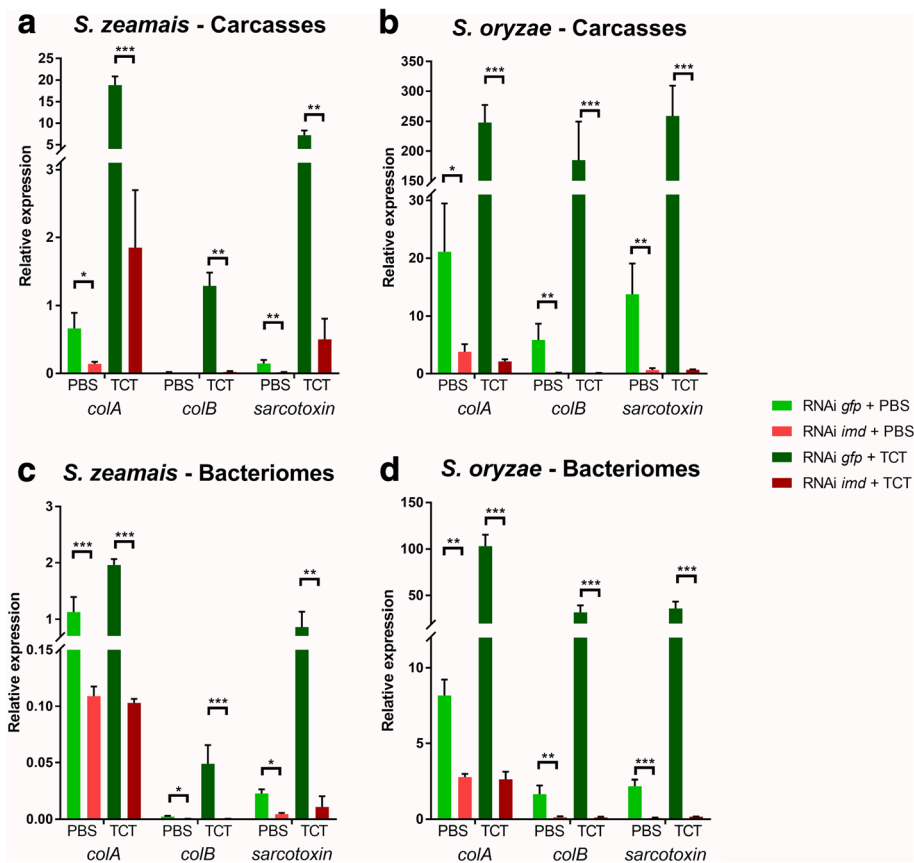 a S. zeamais - Carcasses
***
**
**
*
**
25
20
15
10
5
3
2
1
0
Relative expression
PBS TCT PBS TCT PBS TCT
colA colB sarcotoxin
b S. oryzae - Carcasses
***
***
***
*
**
**
350
300
250
200
150
30
20
10
0
Relative expression
PBS TCT PBS TCT PBS TCT
colA colB sarcotoxin
RNAi gfp + PBS
RNAi imd + PBS
RNAi gfp + TCT
RNAi imd + TCT
c S. zeamais - Bacteriomes
***
***
**
***
*
*
3
2
1
0.15
0.10
0.05
0.00
Relative expression
PBS TCT PBS TCT PBS TCT
colA colB sarcotoxin
d S. oryzae - Bacteriomes
**
***
***
***
**
***
150
100
50
10
5
0
Relative expression
PBS TCT PBS TCT PBS TCT
colA colB sarcotoxin